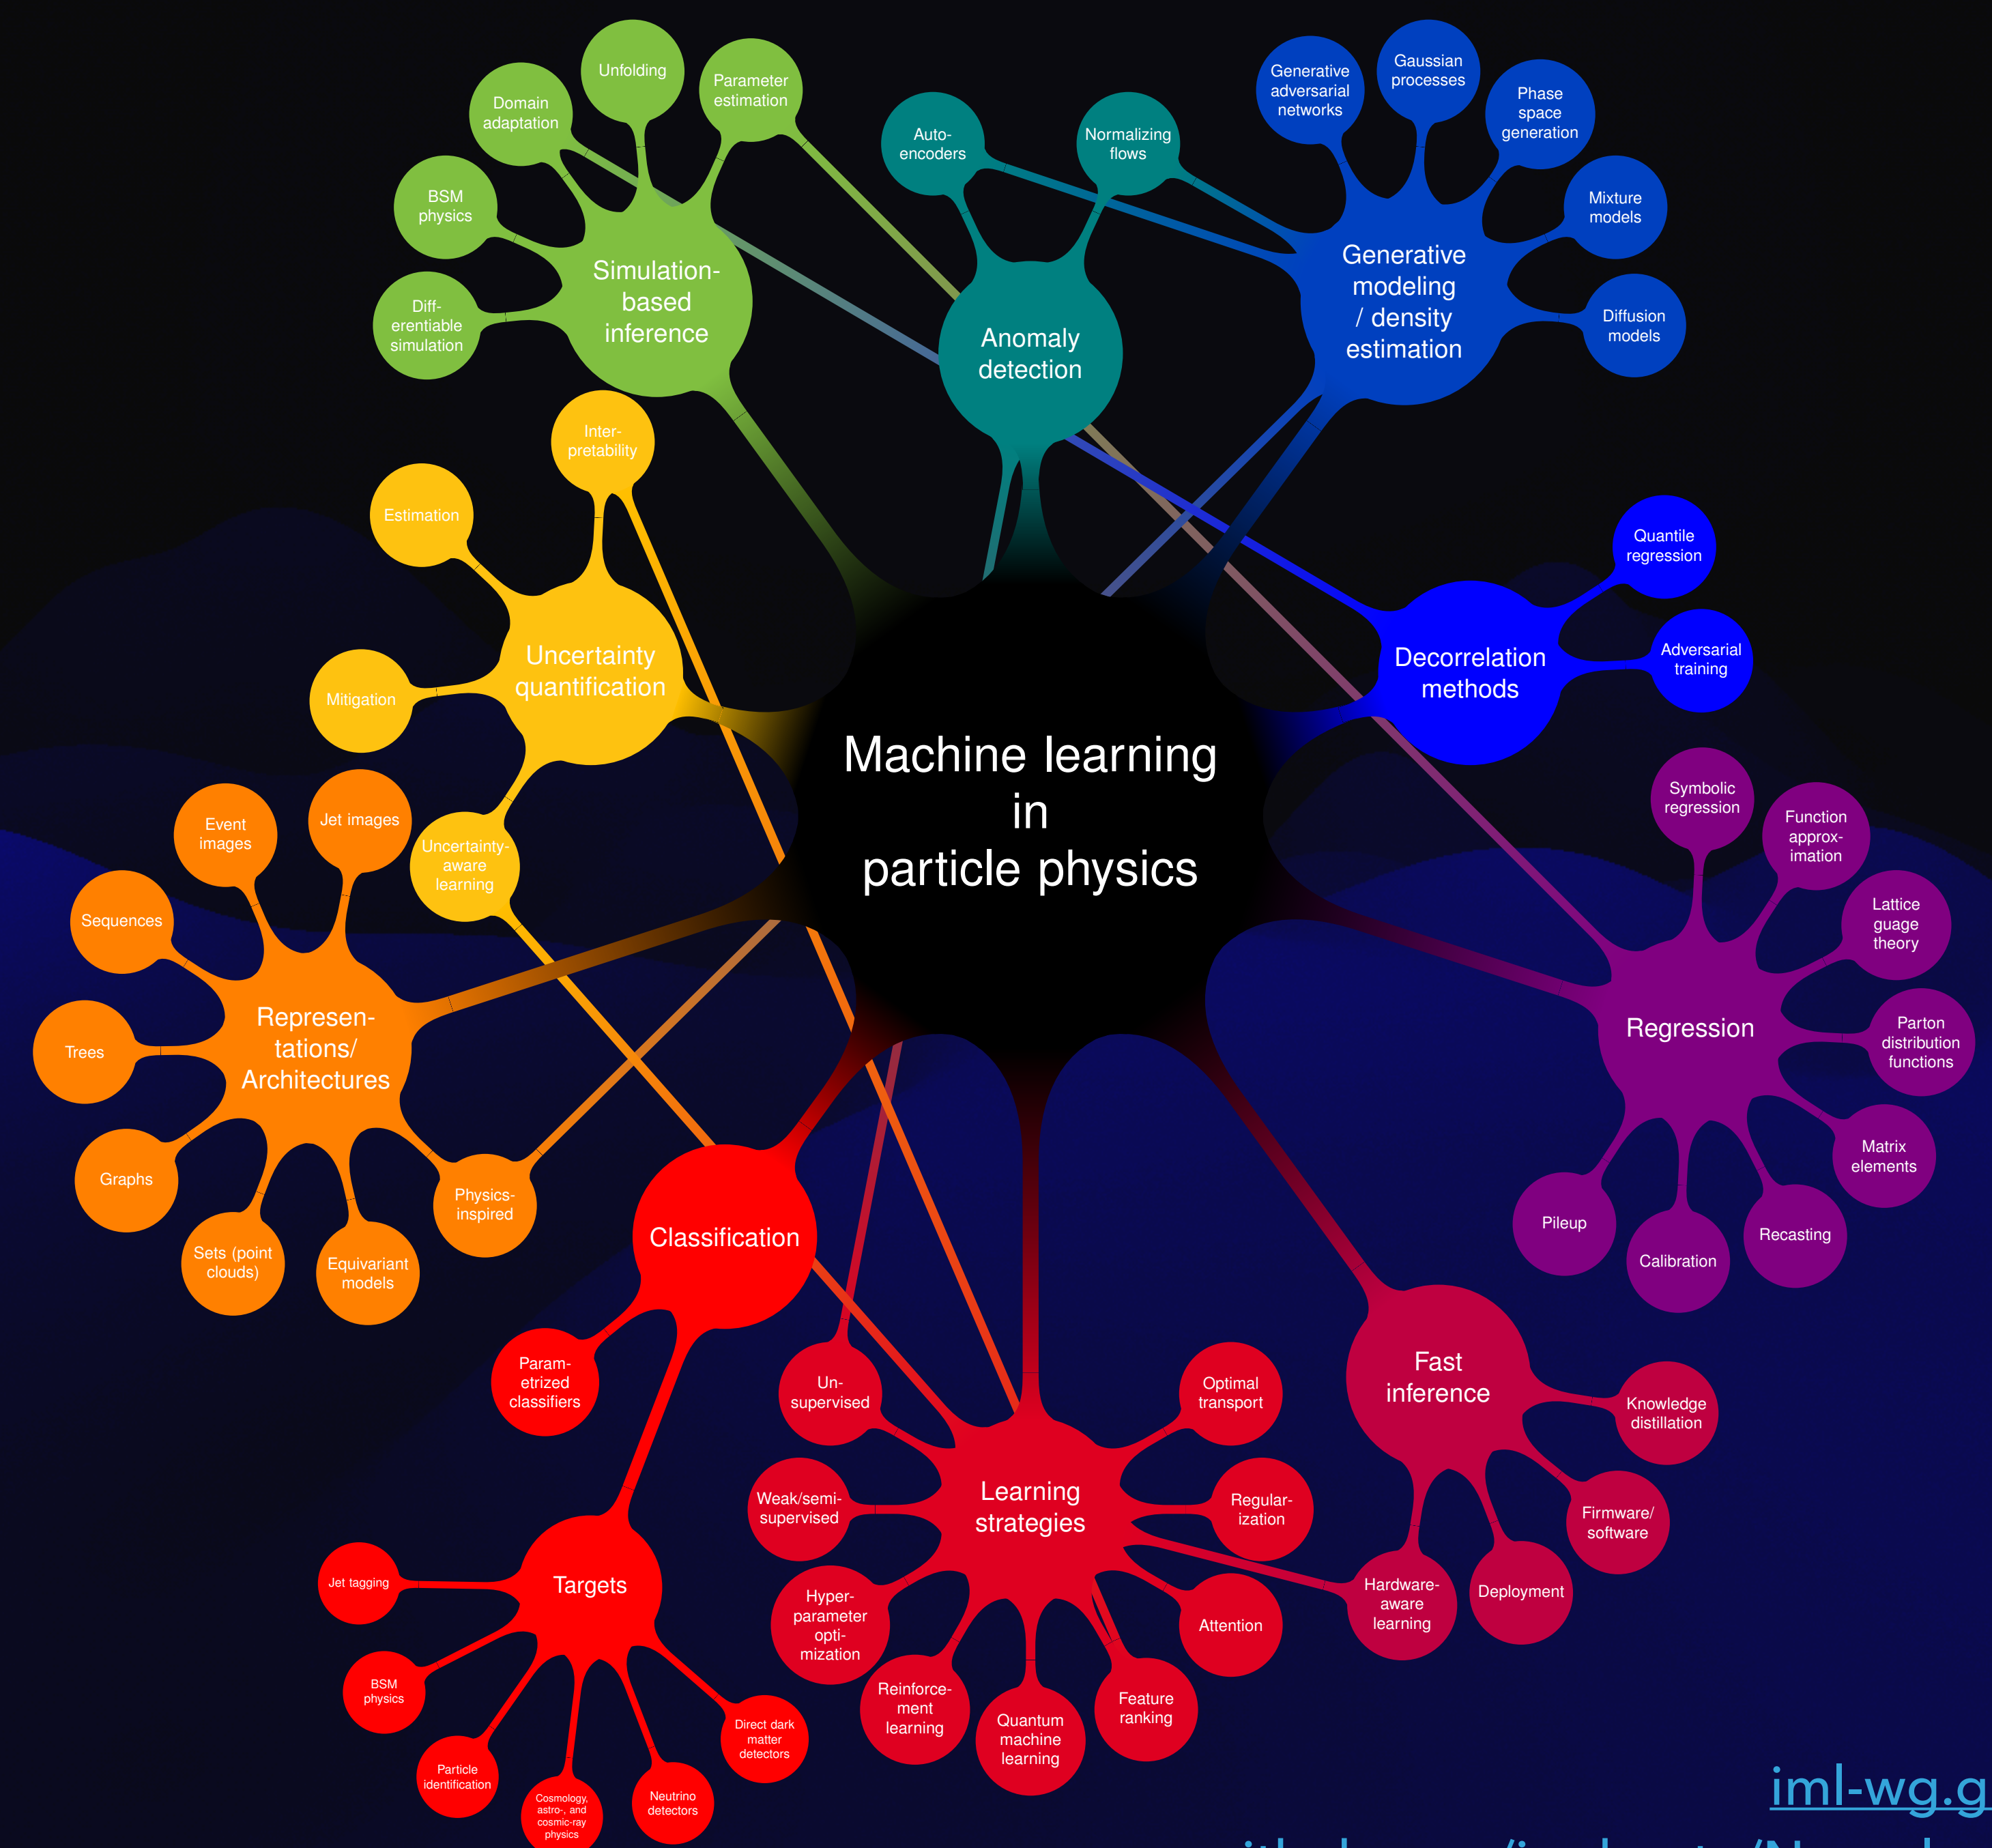 Machine learning
in
particle physics
Simulation-
based
inference
Unfolding
Parameter
estimation
Domain
adaptation
BSM
physics
Diff-
erentiable
simulation
Anomaly
detection
Auto-
encoders
Normalizing
flows
Generative
modeling
/ density
estimation
Generative
adversarial
networks
Gaussian
processes
Phase
space
generation
Mixture
models
Diffusion
models
Decorrelation
methods
Quantile
regression
Adversarial
training
Uncertainty
quantification
Inter-
pretability
Estimation
Mitigation
Uncertainty-
aware
learning
Represen-
tations/
Architectures
Jet images
Event
images
Sequences
Trees
Graphs
Sets (point
clouds)
Equivariant
models
Physics-
inspired
Regression
Symbolic
regression
Function
approx-
imation
Lattice
guage
theory
Parton
distribution
functions
Matrix
elements
Recasting
Calibration
Pileup
Classification
Param-
etrized
classifiers
Targets
Jet tagging
BSM
physics
Particle
identification
Cosmology,
astro-, and
cosmic-ray
physics
Neutrino
detectors
Direct dark
matter
detectors
Learning
strategies
Un-
supervised
Weak/semi-
supervised
Hyper-
parameter
opti-
mization
Reinforce-
ment
learning
Quantum
machine
learning
Feature
ranking
Attention
Regular-
ization
Optimal
transport
Fast
inference
Knowledge
distillation
Firmware/
software
Deployment
Hardware-
aware
learning
iml-wg.g